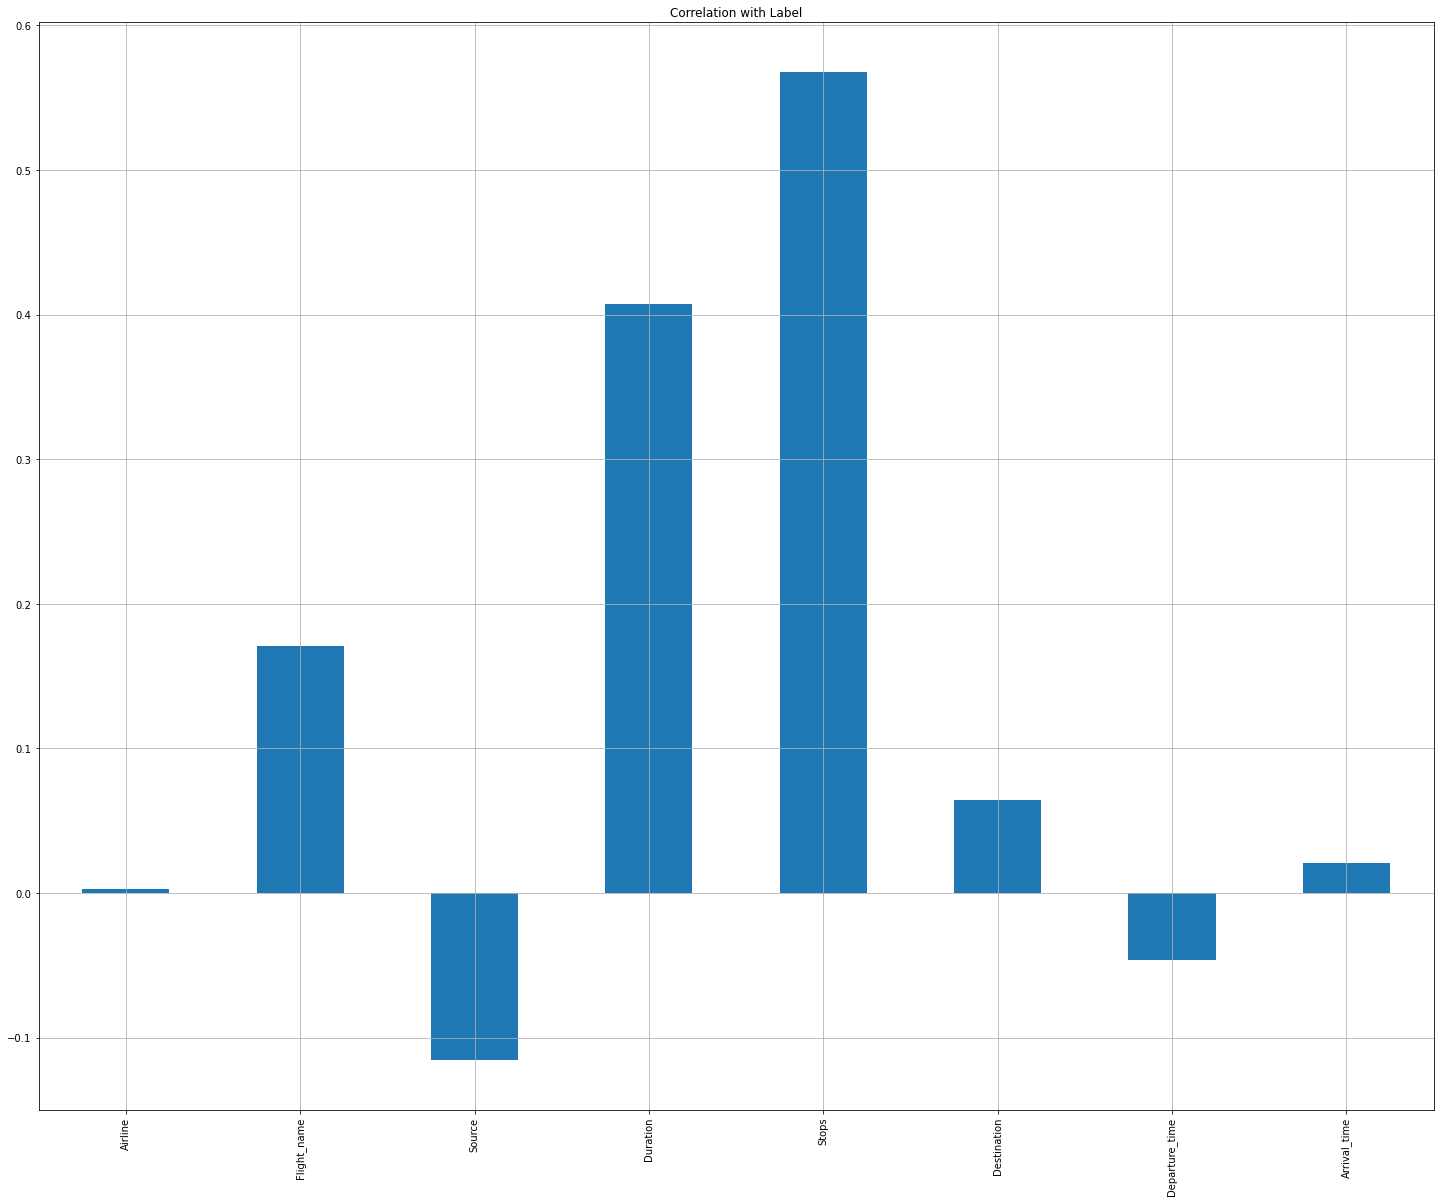 Correlation with Label
0.6
0.5
0.4
0.3
0.2
0.1
0.0
−0.1
Airline
Flight_name
Source
Duration
Stops
Destination
Departure_time
Arrival_time